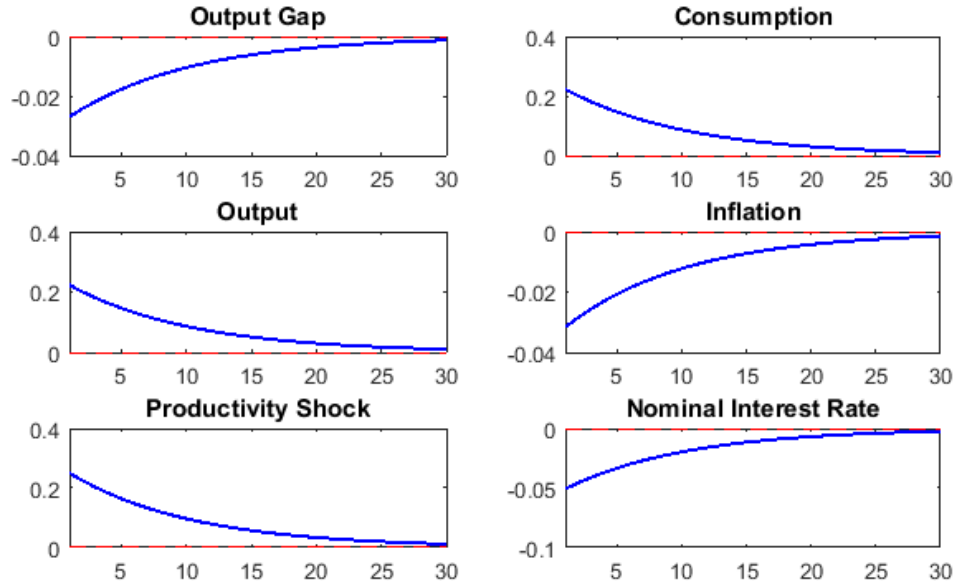 Output Gap
0
-0.02
-0.04
5 10 15 20 25 30
Consumption
0.4
0.2
0
5 10 15 20 25 30
Output
0.4
0.2
0
5 10 15 20 25 30
Inflation
0
-0.02
-0.04
5 10 15 20 25 30
Productivity Shock
0.4
0.2
0
5 10 15 20 25 30
Nominal Interest Rate
0
-0.05
-0.1
5 10 15 20 25 30